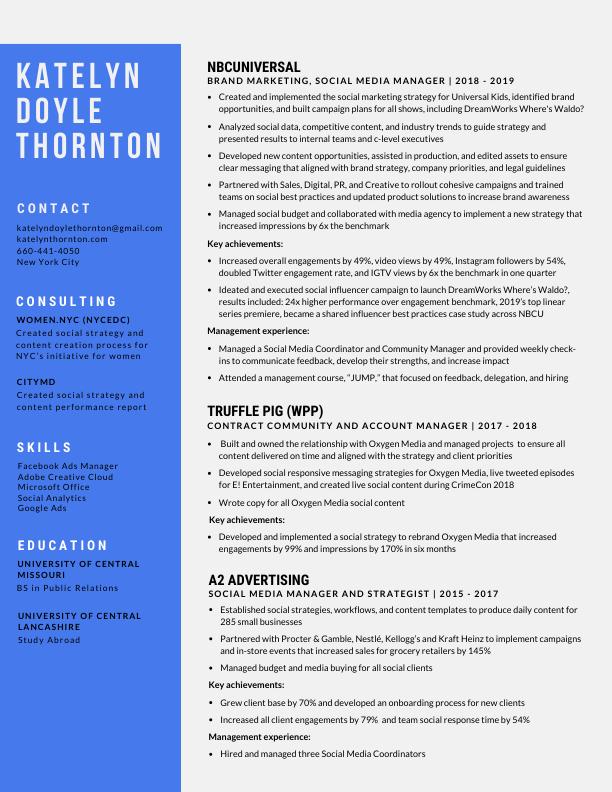 KATELYN
DOYLE
THORNTON
CONTACT
katelyndoylethornton@gmail.com
katelynthornton.com
660-441-4050
New York City
CONSULTING
WOMEN.NYC (NYCEDC)
Created social strategy and
content creation process for
NYC's initiative for women
CITYMD
Created social strategy and
content performance report
SKILLS
Facebook Ads Manager
Adobe Creative Cloud
Microsoft Office
Social Analytics
Google Ads
EDUCATION
UNIVERSITY OF CENTRAL
MISSOURI
BS in Public Relations
UNIVERSITY OF CENTRAL
LANCASHIRE
Study Abroad
NBCUNIVERSAL
BRAND MARKETING, SOCIAL MEDIA MANAGER | 2018 - 2019
• Created and implemented the social marketing strategy for Universal Kids, identified brand
opportunities, and built campaign plans for all shows, including DreamWorks Where's Waldo?
• Analyzed social data, competitive content, and industry trends to guide strategy and
presented results to internal teams and c-level executives
• Developed new content opportunities, assisted in production, and edited assets to ensure
clear messaging that aligned with brand strategy, company priorities, and legal guidelines
• Partnered with Sales, Digital, PR, and Creative to rollout cohesive campaigns and trained
teams on social best practices and updated product solutions to increase brand awareness
• Managed social budget and collaborated with media agency to implement a new strategy that
increased impressions by 6x the benchmark
Key achievements:
• Increased overall engagements by 49%, video views by 49%, Instagram followers by 54%,
doubled Twitter engagement rate, and IGTV views by 6x the benchmark in one quarter
• Ideated and executed social influencer campaign to launch DreamWorks Where's Waldo?,
results included: 24x higher performance over engagement benchmark, 2019's top linear
series premiere, became a shared influencer best practices case study across NBCU
Management experience:
• Managed a Social Media Coordinator and Community Manager and provided weekly check-
ins to communicate feedback, develop their strengths, and increase impact
• Attended a management course, "JUMP," that focused on feedback, delegation, and hiring
TRUFFLE PIG (WPP)
CONTRACT COMMUNITY AND ACCOUNT MANAGER | 2017 - 2018
• Built and owned the relationship with Oxygen Media and managed projects to ensure all
content delivered on time and aligned with the strategy and client priorities
• Developed social responsive messaging strategies for Oxygen Media, live tweeted episodes
for E! Entertainment, and created live social content during CrimeCon 2018
• Wrote copy for all Oxygen Media social content
Key achievements:
• Developed and implemented a social strategy to rebrand Oxygen Media that increased
engagements by 99% and impressions by 170% in six months
A2 ADVERTISING
SOCIAL MEDIA MANAGER AND STRATEGIST | 2015 - 2017
• Established social strategies, workflows, and content templates to produce daily content for
285 small businesses
• Partnered with Procter & Gamble, Nestlé, Kellogg's and Kraft Heinz to implement campaigns
and in-store events that increased sales for grocery retailers by 145%
• Managed budget and media buying for all social clients
Key achievements:
• Grew client base by 70% and developed an onboarding process for new clients
• Increased all client engagements by 79% and team social response time by 54%
Management experience:
• Hired and managed three Social Media Coordinators